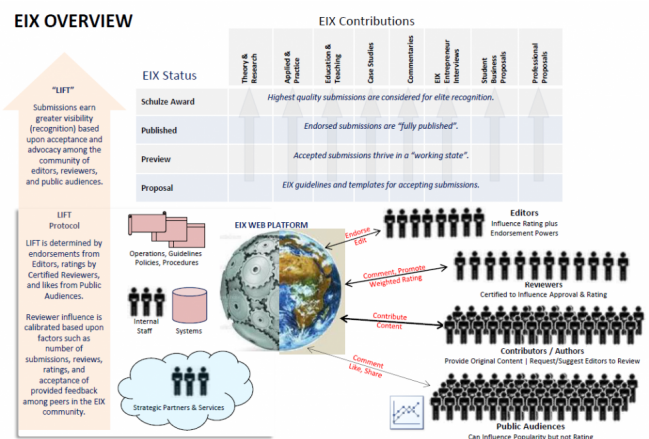 EIX OVERVIEW
EIX Contributions
EIX Status
Theory &
Research
Applied &
Practice
Education &
Teaching
Case Studies
Commentaries
EIX
Entrepreneur
Interviews
Student
Business
Proposals
Professional
Proposals
Schulze Award
Highest quality submissions are considered for elite recognition.
Published
Endorsed submissions are "fully published".
Preview
Accepted submissions thrive in a "working state".
Proposal
EIX guidelines and templates for accepting submissions.
"LIFT"
Submissions earn
greater visibility
(recognition) based
upon acceptance and
advocacy among the
community of
editors, reviewers,
and public audiences.
LIFT
Protocol
LIFT is determined by
endorsements from
Editors, ratings by
Certified Reviewers,
and likes from Public
Audiences.
Reviewer influence is
calibrated based upon
factors such as
number of
submissions, reviews,
ratings, and
acceptance of
provided feedback
among peers in the EIX
community.
Operations, Guidelines
Policies, Procedures
Internal
Staff
Systems
Strategic Partners & Services
EIX WEB PLATFORM
Endorse
Edit
Comment, Promote
Weighted Rating
Contribute
Content
Comment
Like, Share
Editors
Influence Rating plus
Endorsement Powers
Reviewers
Certified to Influence Approval & Rating
Contributors / Authors
Provide Original Content | Request/Suggest Editors to Review
Public Audiences
Can Influence Popularity but not Rating